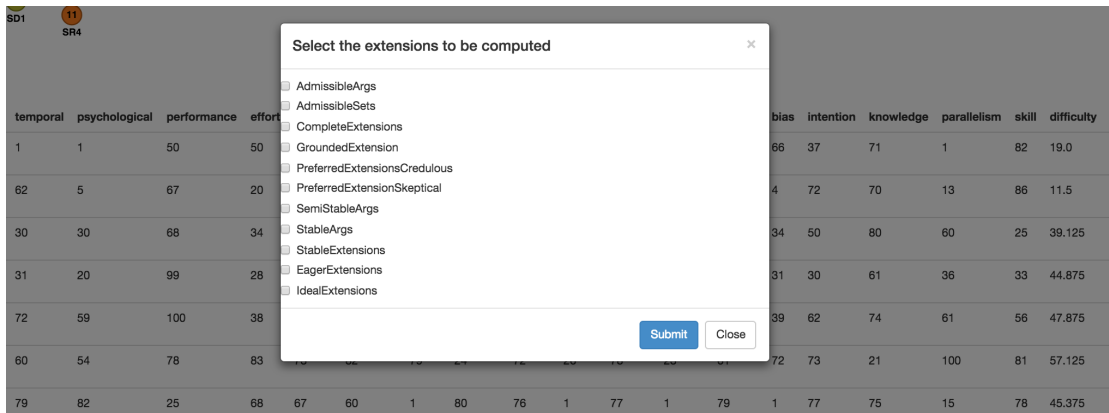 SD1
11
SR4
Select the extensions to be computed ×
AdmissibleArgs
AdmissibleSets
CompleteExtensions
GroundedExtension
PreferredExtensionsCredulous
PreferredExtensionSkeptical
SemiStableArgs
StableArgs
StableExtensions
EagerExtensions
IdealExtensions
Submit Close
temporal psychological performance effort bias intention knowledge parallelism skill difficulty
1 1 50 50 66 37 71 1 82 19.0
62 5 67 20 4 72 70 13 86 11.5
30 30 68 34 34 50 80 60 25 39.125
31 20 99 28 31 30 61 36 33 44.875
72 59 100 38 39 62 74 61 56 47.875
60 54 78 83 72 73 21 100 81 57.125
79 82 25 68 67 60 1 80 76 1 77 1 79 1 77 75 15 78 45.375